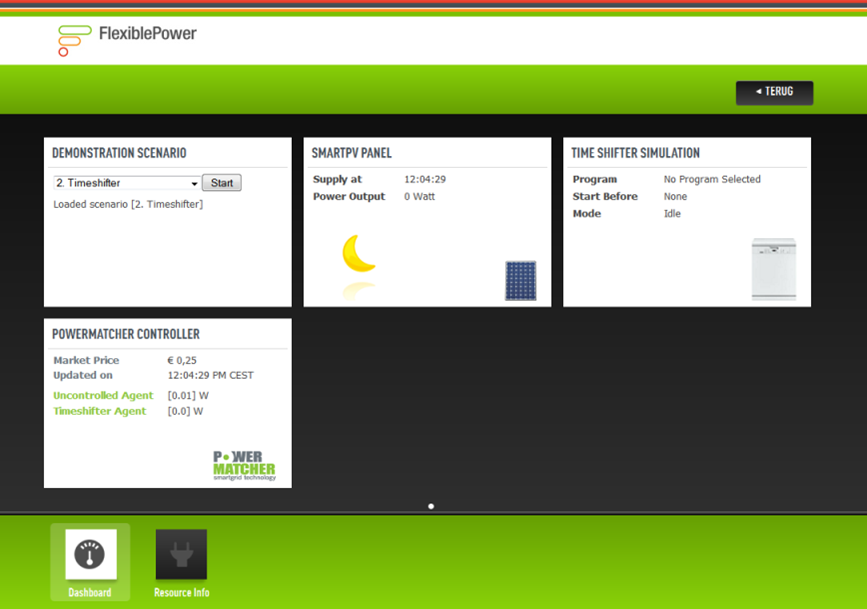 FlexiblePower
◄ TERUG
DEMONSTRATION SCENARIO
2. Timeshifter
Start
Loaded scenario [2. Timeshifter]
SMARTPV PANEL
Supply at 12:04:29
Power Output 0 Watt
TIME SHIFTER SIMULATION
Program No Program Selected
Start Before None
Mode Idle
POWERMATCHER CONTROLLER
Market Price € 0,25
Updated on 12:04:29 PM CEST
Uncontrolled Agent [0.01] W
Timeshifter Agent [0.0] W
POWER
MATCHER
smartgrid technology
Dashboard
Resource Info